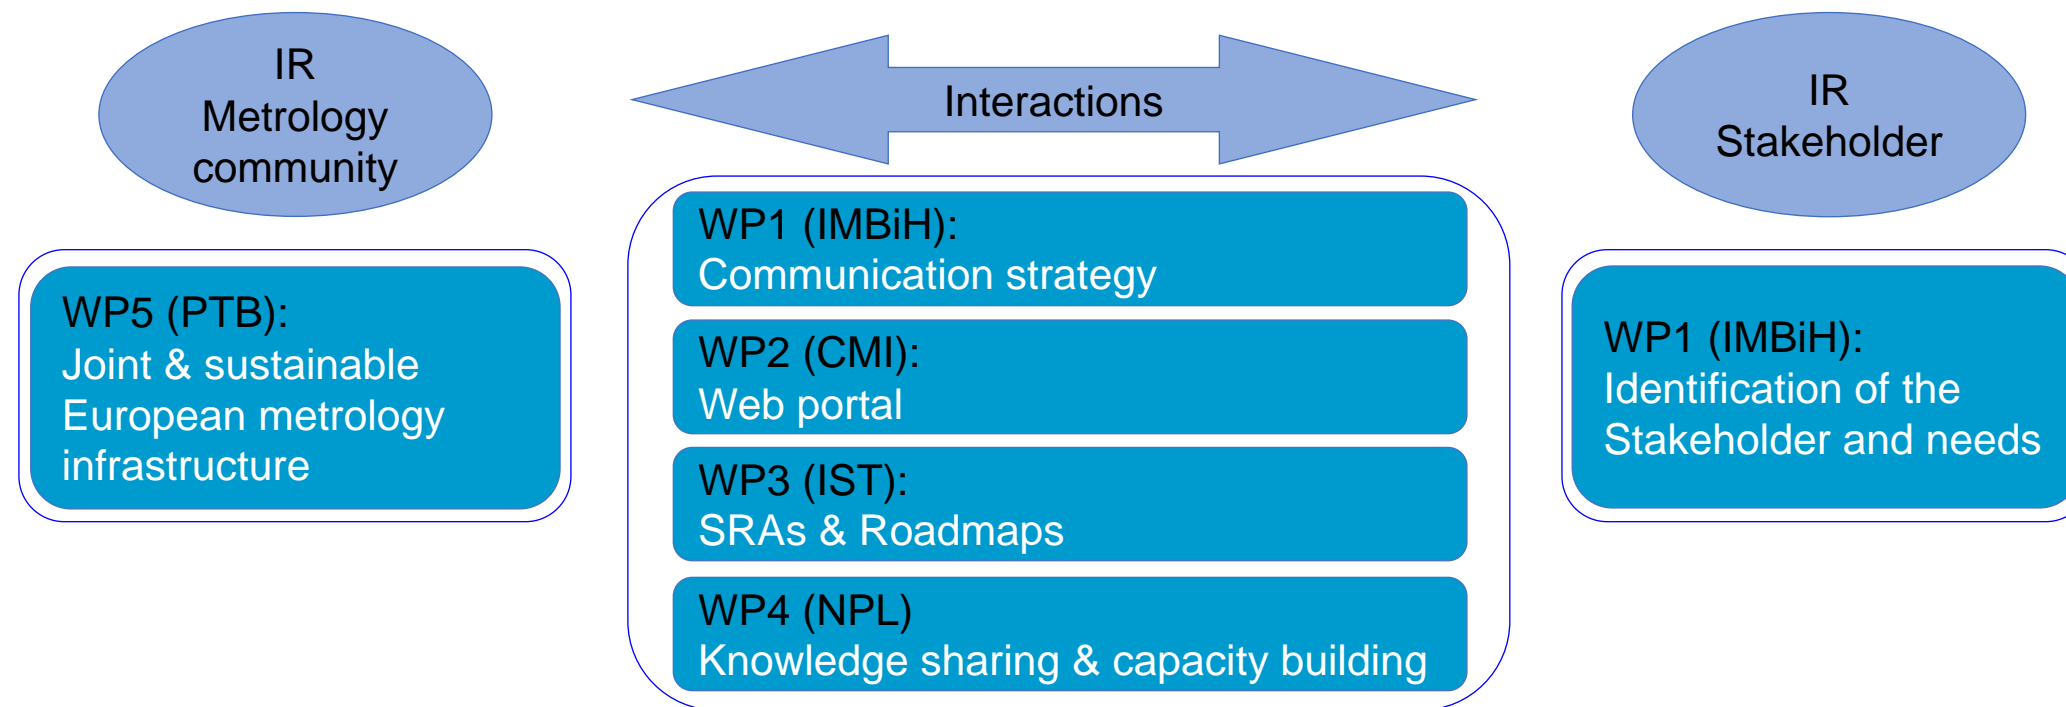 IR
Metrology
community
Interactions
IR
Stakeholder
WP5 (PTB):
Joint & sustainable
European metrology
infrastructure
WP1 (IMBiH):
Communication strategy
WP2 (CMI):
Web portal
WP3 (IST):
SRAs & Roadmaps
WP4 (NPL)
Knowledge sharing & capacity building
WP1 (IMBiH):
Identification of the
Stakeholder and needs